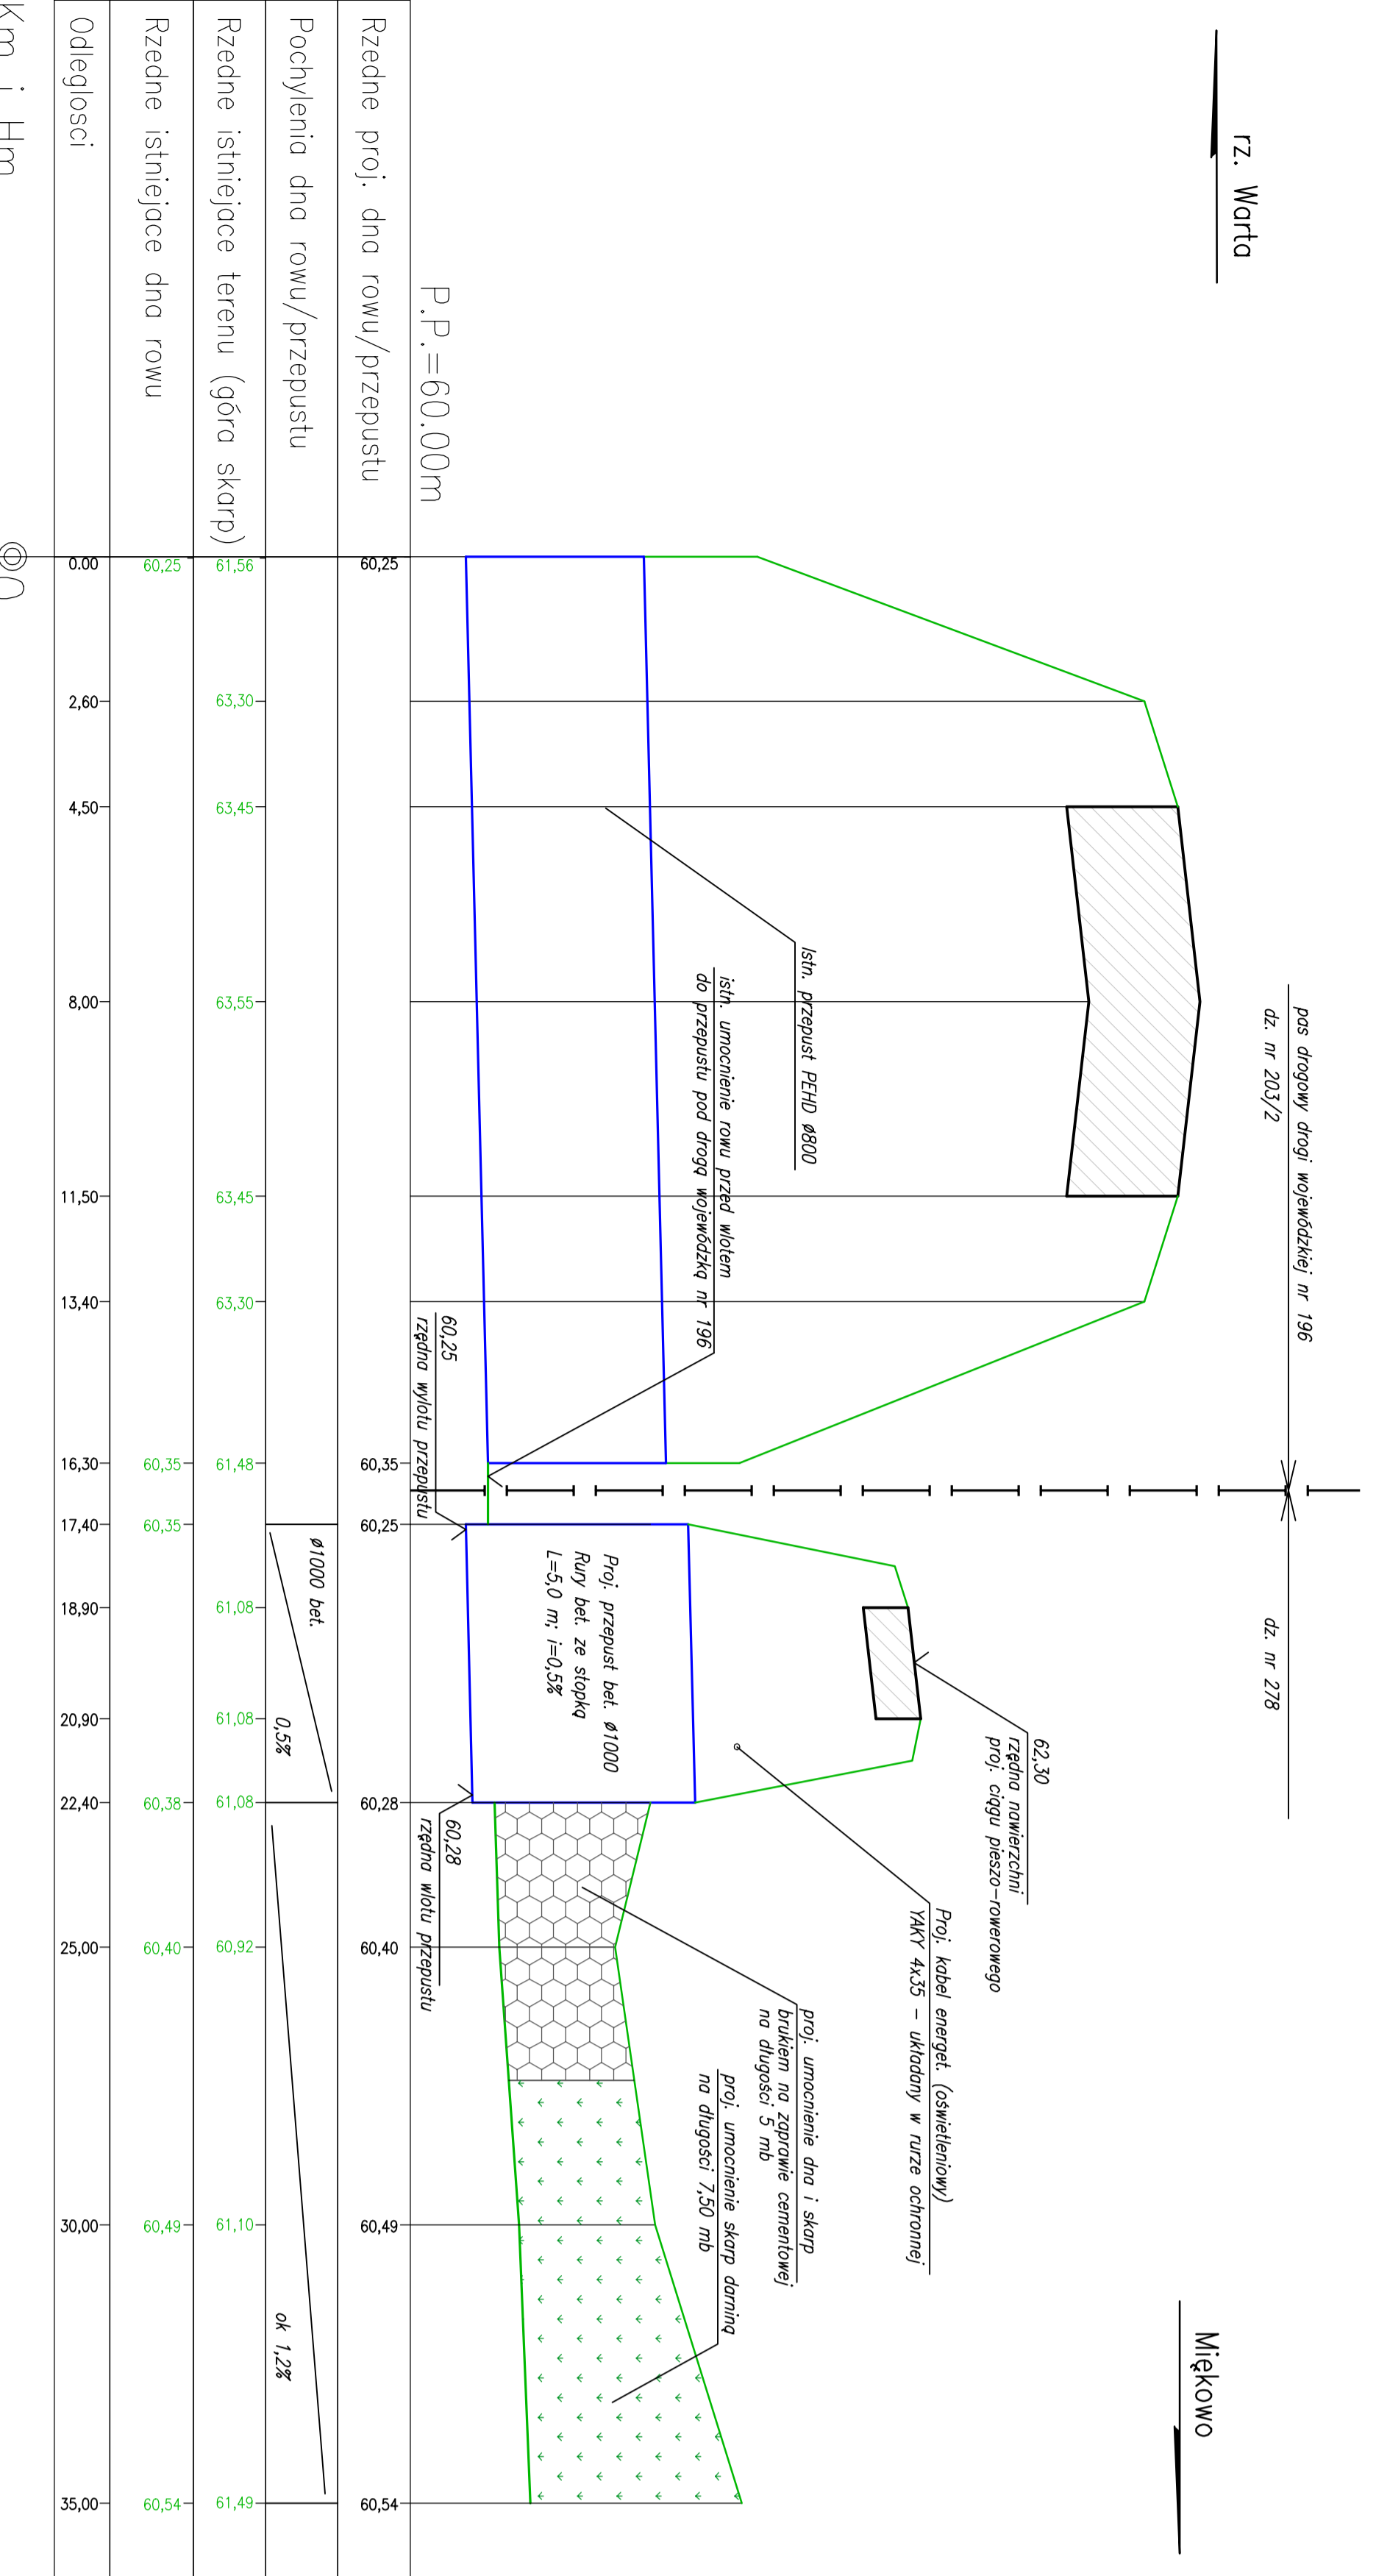 rz. Warta
Miękowo
pas drogowy drogi wojewódzkiej nr 196
dz. nr 203/2
dz. nr 278
Istn. przepust PEHD ø800
istn. umocnienie rowu przed wlotem
do przepustu pod drogą wojewódzką nr 196
62,30
rzędna nawierzchni
proj. ciągu pieszo-rowerowego
Proj. kabel energet. (oświetleniowy)
YAKY 4x35 - układany w rurze ochronnej
proj. umocnienie dna i skarp
brukiem na zaprawie cementowej
na długości 5 mb
proj. umocnienie skarp darniną
na długości 7,50 mb
Proj. przepust bet. ø1000
Rury bet. ze stopką
L=5,0 m; i=0,5%
60,25
rzędna wylotu przepustu
60,28
rzędna wlotu przepustu
P.P.=60.00m
Rzedne proj. dna rowu/przepustu
60,25 60,35 60,25 60,28 60,40 60,49 60,54
Pochylenia dna rowu/przepustu
ø1000 bet.
0,5%
ok 1,2%
Rzedne istniejace terenu (góra skarp)
61,56 63,30 63,45 63,55 63,45 63,30 61,48 61,08 61,08 61,08 60,92 61,10 61,49
Rzedne istniejace dna rowu
60,25 60,35 60,35 60,38 60,40 60,49 60,54
Odleglosci
0.00 2,60 4,50 8,00 11,50 13,40 16,30 17,40 18,90 20,90 22,40 25,00 30,00 35,00
Km i Hm